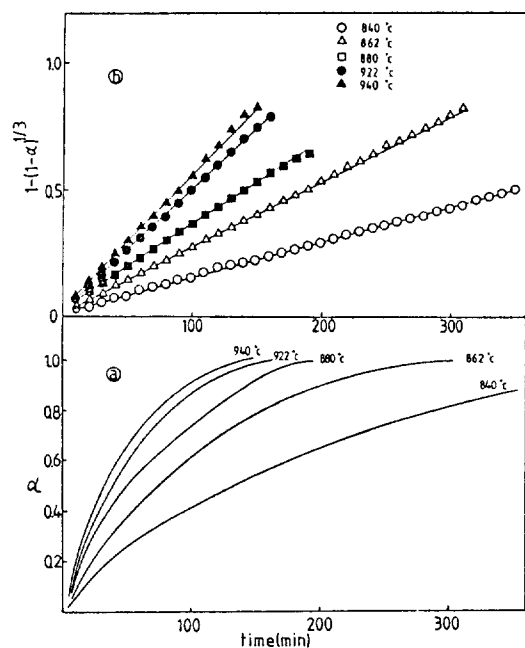 ⓑ
○ 840 °c
△ 862 °c
■ 880 °c
● 922 °c
▲ 940 °c
1-(1-α)^1/3
1.0
0.5
0
100
200
300
ⓐ
940 °c
922 °c
880 °c
862 °c
840 °c
α
1.0
0.8
0.6
0.4
0.2
100
200
300
time(min)